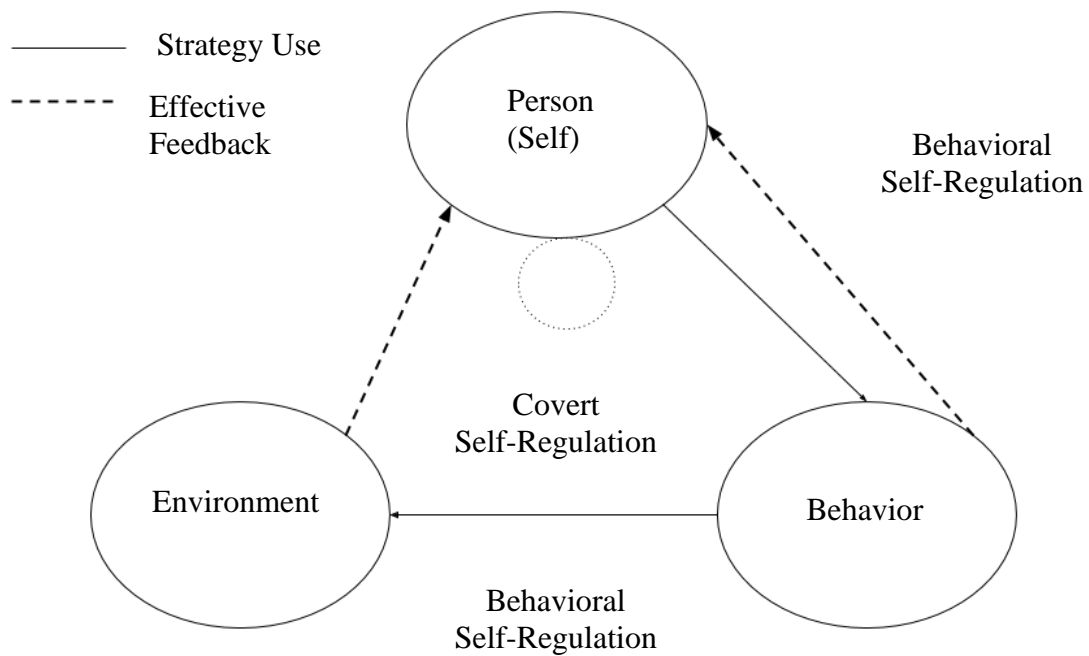 Strategy Use
Effective
Feedback
Person
(Self)
Behavioral
Self-Regulation
Covert
Self-Regulation
Environment
Behavior
Behavioral
Self-Regulation